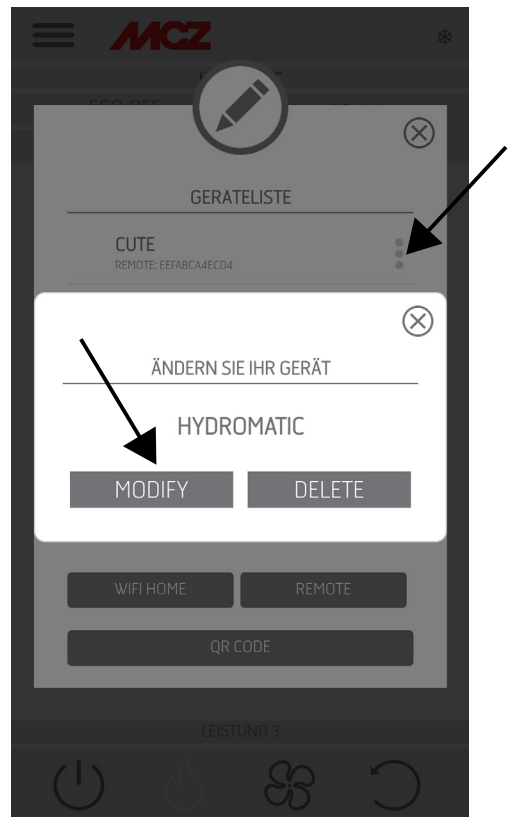 MCZ
GERATELISTE
CUTE
REMOTE: EEFABCA4EC04
ÄNDERN SIE IHR GERÄT
HYDROMATIC
MODIFY DELETE
WIFI HOME REMOTE
QR CODE
LEISTUNG 3